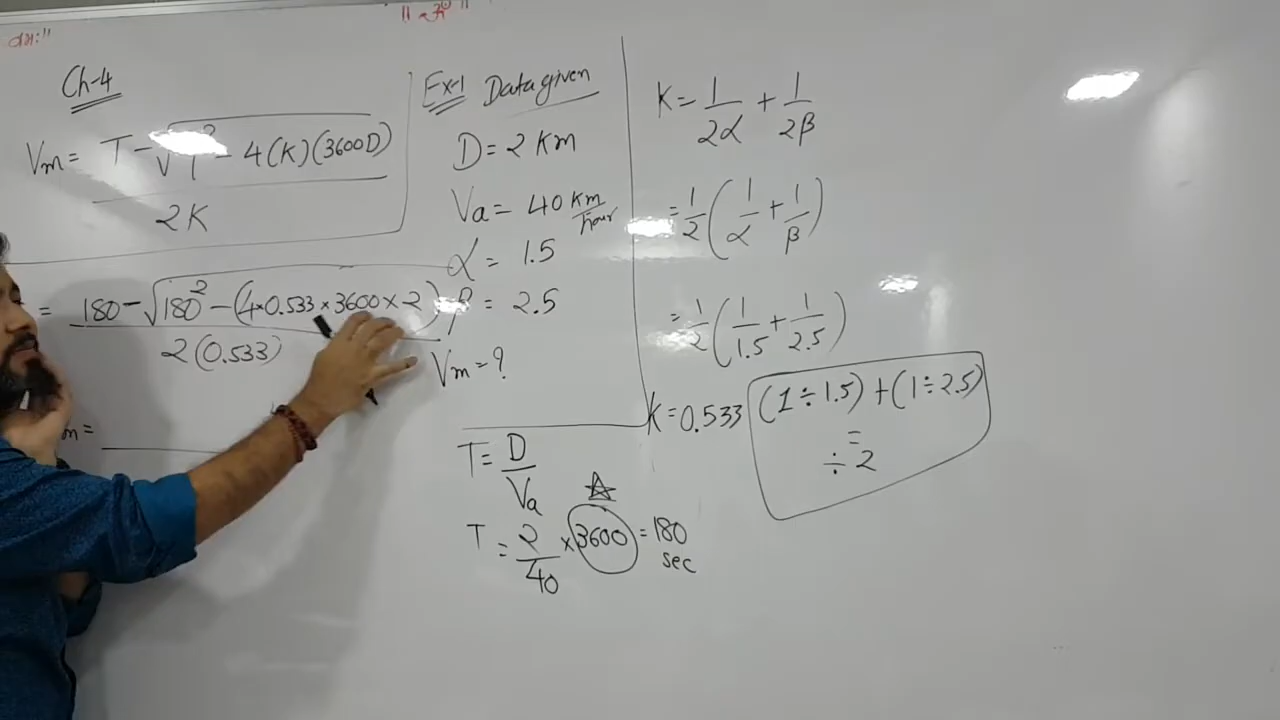 Ch-4
Vm = T - √T² - 4(K)(3600D)
2K
= 180 - √180² - (4×0.533×3600×2)
2(0.533)
m =
Ex-1 Data given
D = 2 Km
Va = 40 Km/hour
α = 1.5
β = 2.5
Vm = ?
T = D/Va
T = 2/40 × 3600 = 180 sec
K = 1/2α + 1/2β
= 1/2 (1/α + 1/β)
= 1/2 (1/1.5 + 1/2.5)
K = 0.533
(1 ÷ 1.5) + (1 ÷ 2.5)
=
÷ 2